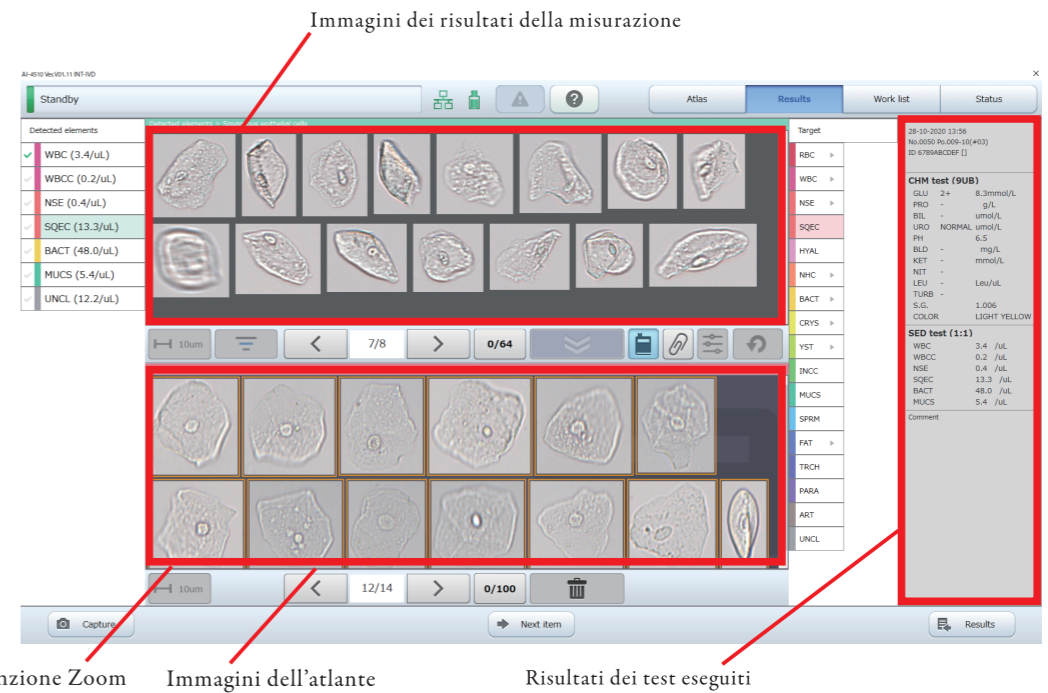 Immagini dei risultati della misurazione
AI-4510 Ver.V01.11 INT-IVD
×
Standby
?
Atlas
Results
Work list
Status
Detected elements
Detected elements > Squamous epithelial cells
WBC (3.4/uL)
WBCC (0.2/uL)
NSE (0.4/uL)
SQEC (13.3/uL)
BACT (48.0/uL)
MUCS (5.4/uL)
UNCL (12.2/uL)
10um
7/8
0/64
10um
12/14
0/100
Target
RBC
WBC
NSE
SQEC
HYAL
NHC
BACT
CRYS
YST
INCC
MUCS
SPRM
FAT
TRCH
PARA
ART
UNCL
28-10-2020 13:56
No.0050 Po.009-10(#03)
ID 6789ABCDEF []
CHM test (9UB)
GLU 2+ 8.3mmol/L
PRO - g/L
BIL - umol/L
URO NORMAL umol/L
PH 6.5
BLD - mg/L
KET - mmol/L
NIT -
LEU - Leu/uL
TURB -
S.G. 1.006
COLOR LIGHT YELLOW
SED test (1:1)
WBC 3.4 /uL
WBCC 0.2 /uL
NSE 0.4 /uL
SQEC 13.3 /uL
BACT 48.0 /uL
MUCS 5.4 /uL
Comment
Capture
Next item
Results
nzione Zoom
Immagini dell'atlante
Risultati dei test eseguiti